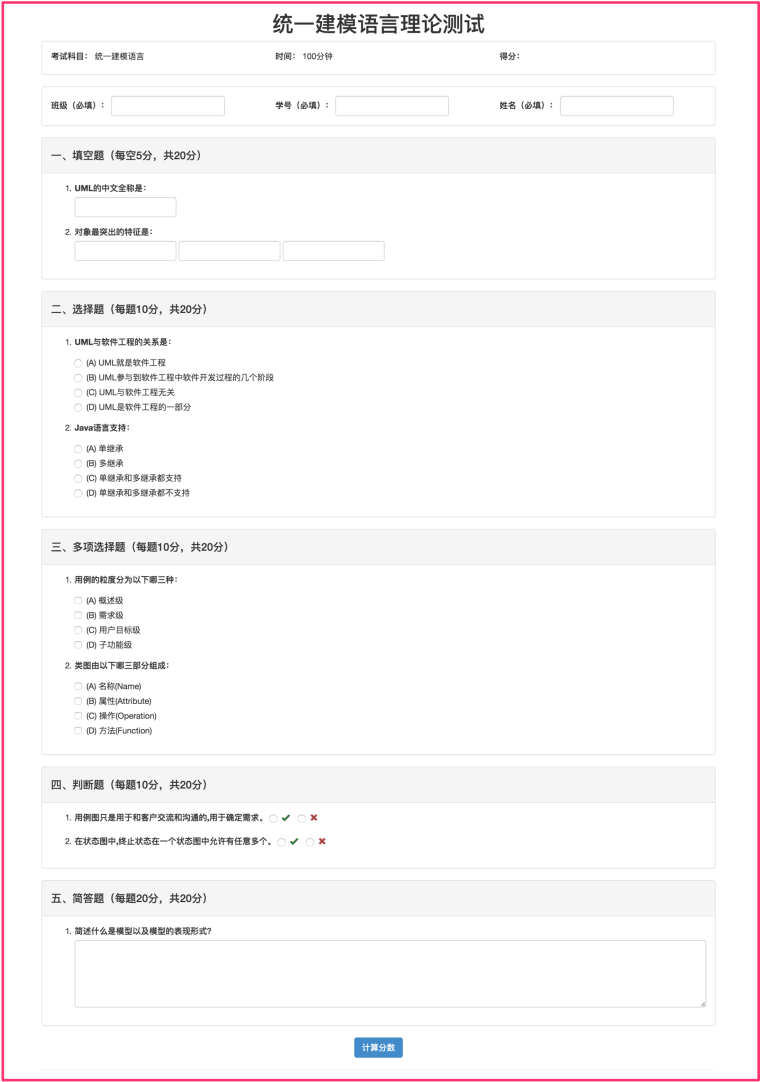 统一建模语言理论测试
考试科目： 统一建模语言 时间： 100分钟 得分：
班级（必填）： 学号（必填）： 姓名（必填）：
一、填空题（每空5分，共20分）
1. UML的中文全称是：
2. 对象最突出的特征是：
二、选择题（每题10分，共20分）
1. UML与软件工程的关系是：
(A) UML就是软件工程
(B) UML参与到软件工程中软件开发过程的几个阶段
(C) UML与软件工程无关
(D) UML是软件工程的一部分
2. Java语言支持：
(A) 单继承
(B) 多继承
(C) 单继承和多继承都支持
(D) 单继承和多继承都不支持
三、多项选择题（每题10分，共20分）
1. 用例的粒度分为以下哪三种：
(A) 概述级
(B) 需求级
(C) 用户目标级
(D) 子功能级
2. 类图由以下哪三部分组成：
(A) 名称(Name)
(B) 属性(Attribute)
(C) 操作(Operation)
(D) 方法(Function)
四、判断题（每题10分，共20分）
1. 用例图只是用于和客户交流和沟通的,用于确定需求。
2. 在状态图中,终止状态在一个状态图中允许有任意多个。
五、简答题（每题20分，共20分）
1. 简述什么是模型以及模型的表现形式?
计算分数